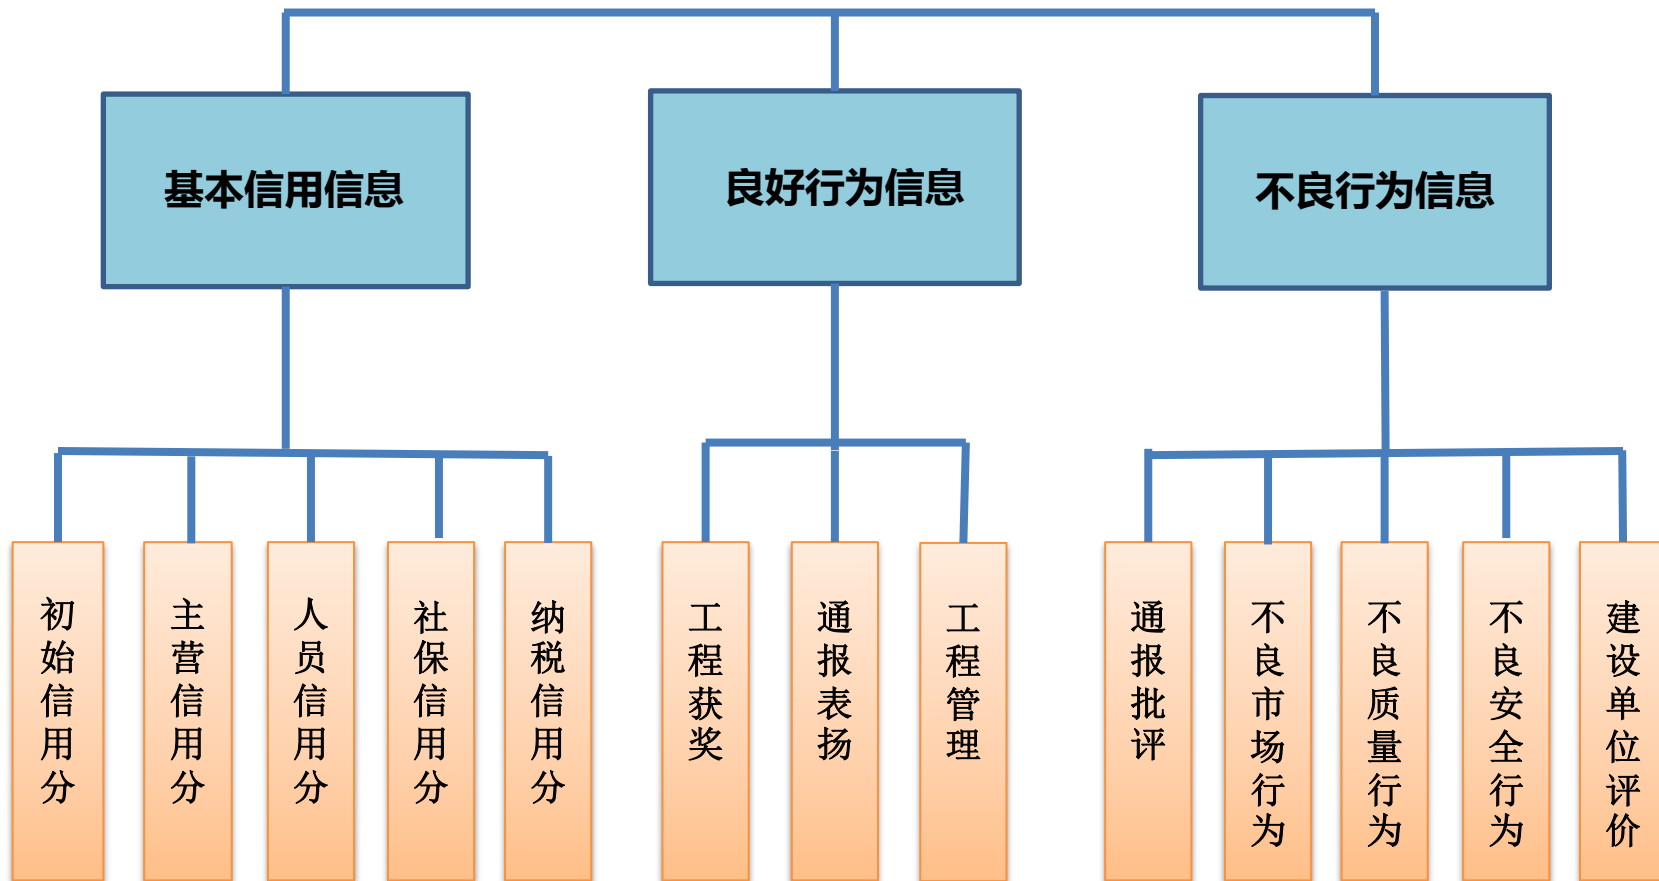 基本信用信息
良好行为信息
不良行为信息
初始信用分
主营信用分
人员信用分
社保信用分
纳税信用分
工程获奖
通报表扬
工程管理
通报批评
不良市场行为
不良质量行为
不良安全行为
建设单位评价